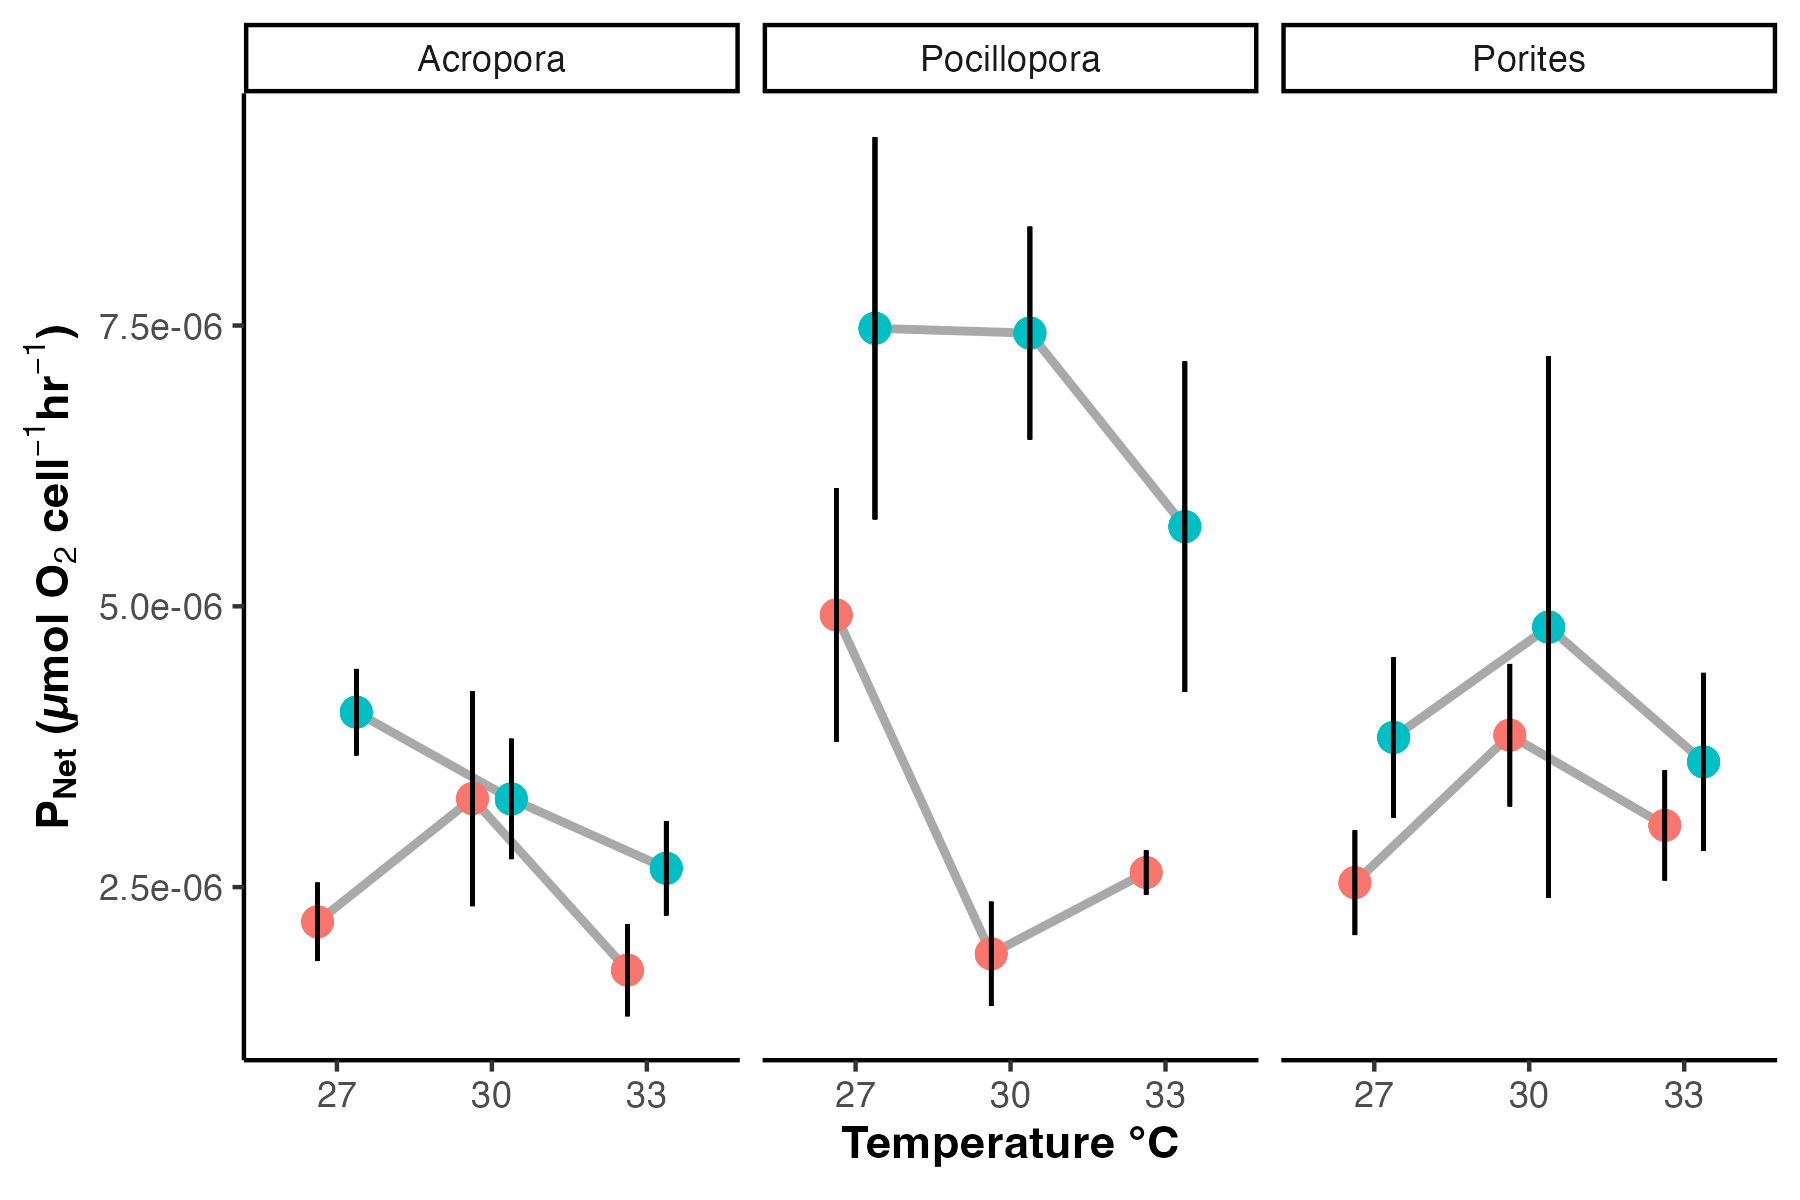 Acropora Pocillopora Porites
7.5e-06
5.0e-06
2.5e-06
P_Net (µmol O₂ cell⁻¹hr⁻¹)
27 30 33 27 30 33 27 30 33
Temperature °C